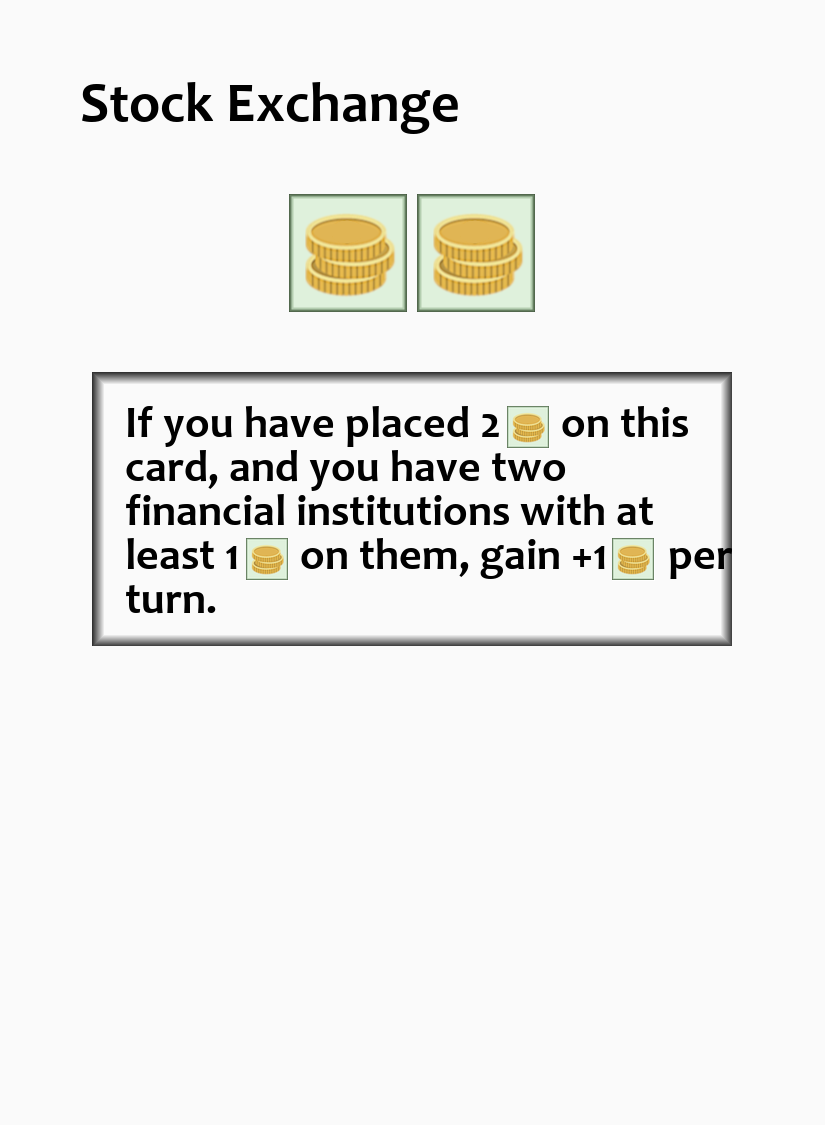 Stock Exchange
If you have placed 2 on this
card, and you have two
financial institutions with at
least 1 on them, gain +1 per
turn.